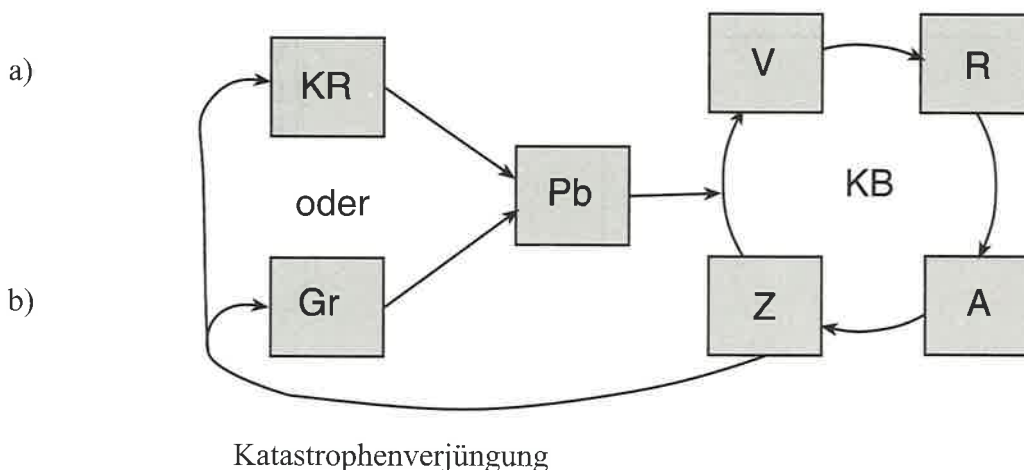 V
R
a)
KR
Pb
KB
oder
b)
Gr
Z
A
Katastrophenverjüngung